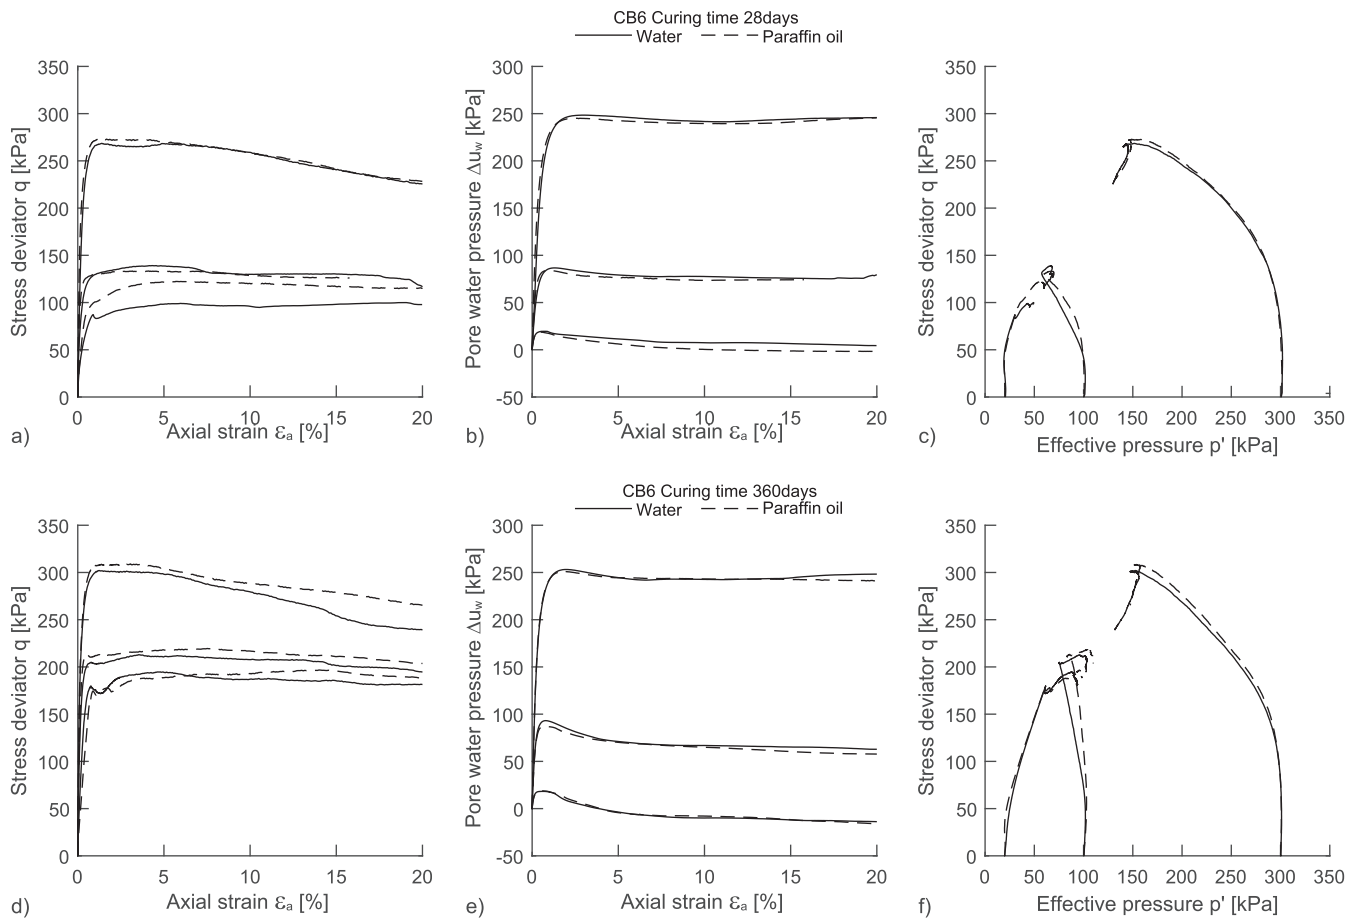 CB6 Curing time 28days
Water Paraffin oil
350
300
250
200
150
100
50
0
0 5 10 15 20
Stress deviator q [kPa]
Axial strain εₐ [%]
a)
300
250
200
150
100
50
0
-50
0 5 10 15 20
Pore water pressure Δu_w [kPa]
Axial strain εₐ [%]
b)
350
300
250
200
150
100
50
0
0 50 100 150 200 250 300 350
Stress deviator q [kPa]
Effective pressure p' [kPa]
c)
CB6 Curing time 360days
Water Paraffin oil
350
300
250
200
150
100
50
0
0 5 10 15 20
Stress deviator q [kPa]
Axial strain εₐ [%]
d)
300
250
200
150
100
50
0
-50
0 5 10 15 20
Pore water pressure Δu_w [kPa]
Axial strain εₐ [%]
e)
350
300
250
200
150
100
50
0
0 50 100 150 200 250 300 350
Stress deviator q [kPa]
Effective pressure p' [kPa]
f)